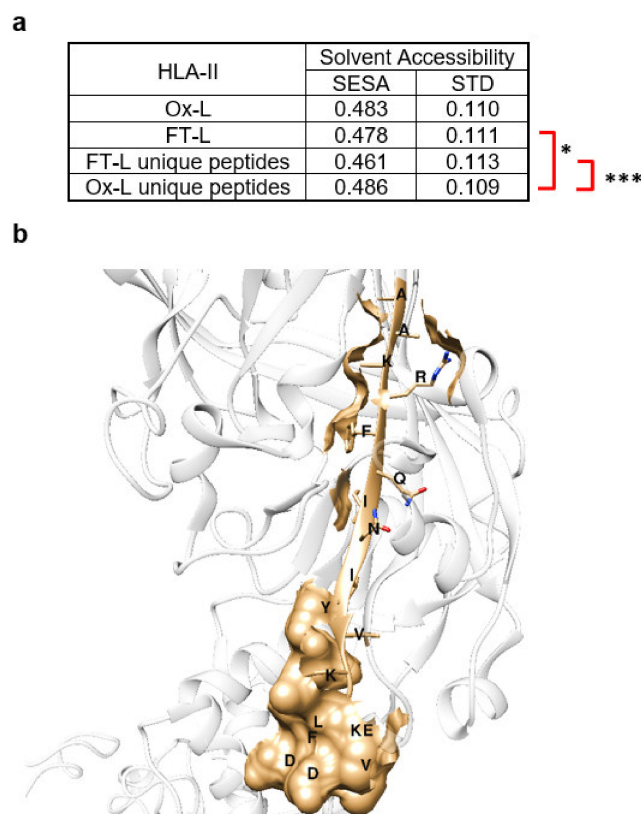 a
HLA-II Solvent Accessibility
SESA STD
Ox-L 0.483 0.110
FT-L 0.478 0.111
FT-L unique peptides 0.461 0.113
Ox-L unique peptides 0.486 0.109
*
***
b
A
A
K
R
F
Q
I
N
I
Y
V
K
L
K E
F
D
D
V